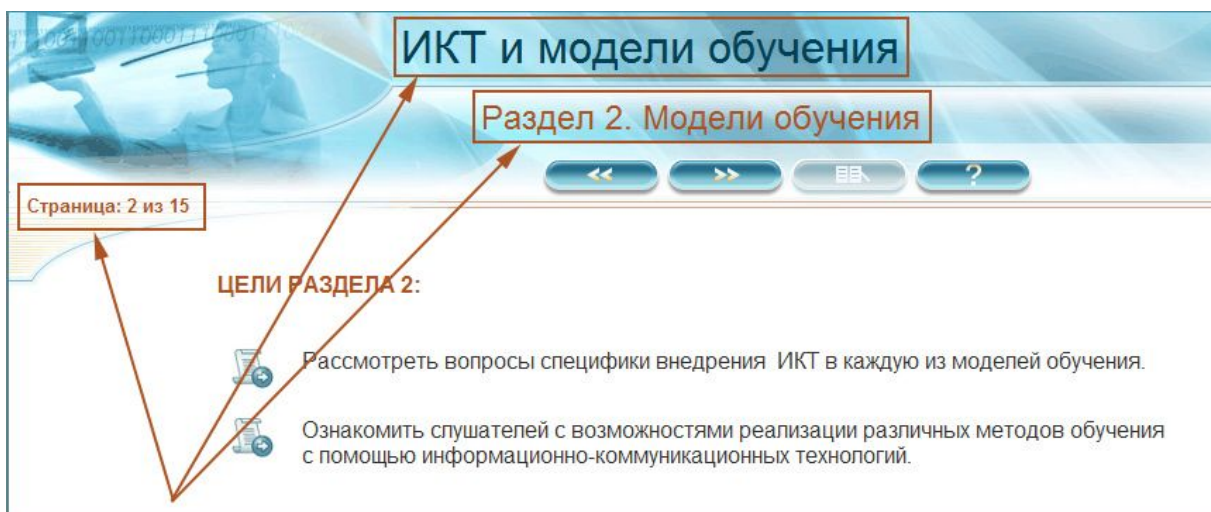 ИКТ и модели обучения
Раздел 2. Модели обучения
<< >> ?
Страница: 2 из 15
ЦЕЛИ РАЗДЕЛА 2:
Рассмотреть вопросы специфики внедрения ИКТ в каждую из моделей обучения.
Ознакомить слушателей с возможностями реализации различных методов обучения
с помощью информационно-коммуникационных технологий.